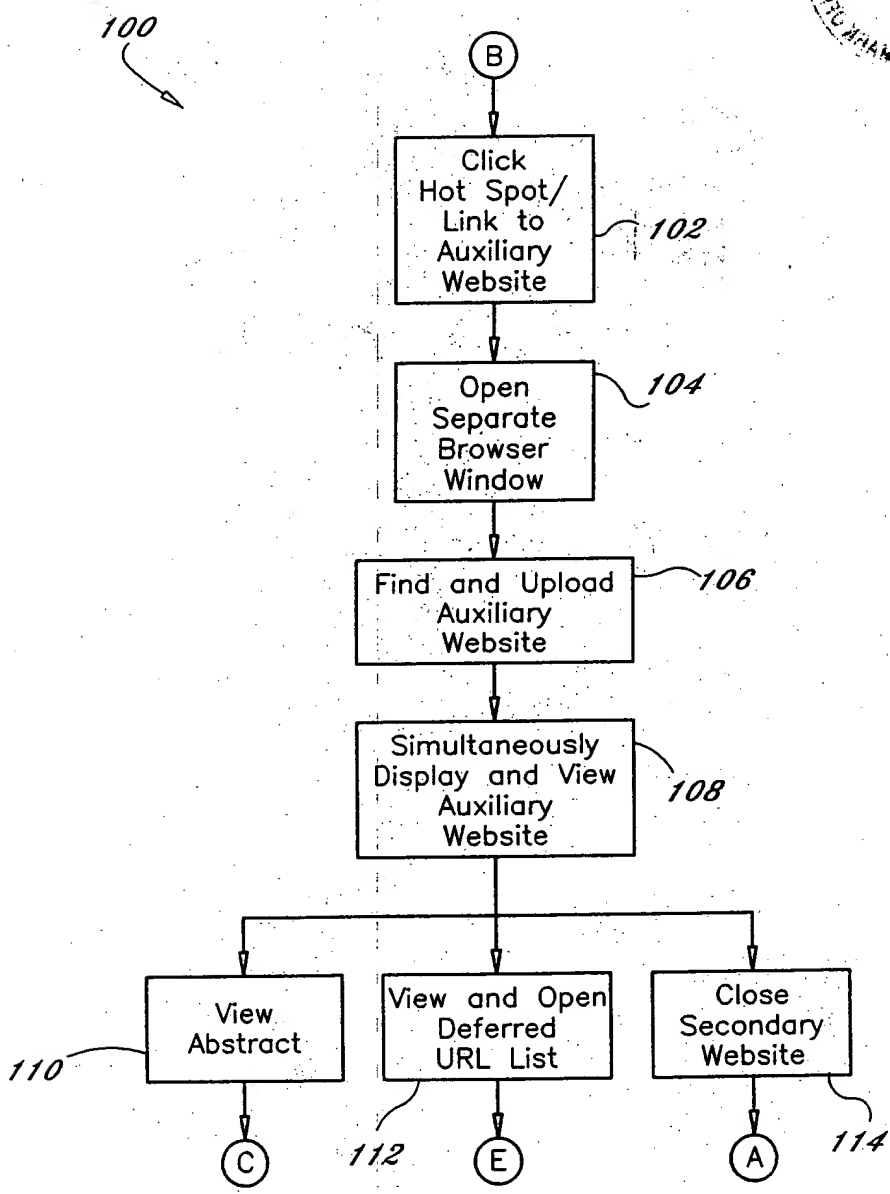 100
B
Click
Hot Spot/
Link to
Auxiliary
Website
102
Open
Separate
Browser
Window
104
Find and Upload
Auxiliary
Website
106
Simultaneously
Display and View
Auxiliary
Website
108
View
Abstract
110
View and Open
Deferred
URL List
112
Close
Secondary
Website
114
C
E
A